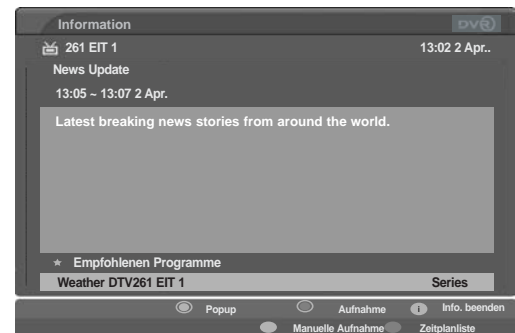 Information DVR
261 EIT 1 13:02 2 Apr..
News Update
13:05 ~ 13:07 2 Apr.
Latest breaking news stories from around the world.
★ Empfohlenen Programme
Weather DTV261 EIT 1 Series
Popup Aufnahme i Info. beenden
Manuelle Aufnahme Zeitplanliste